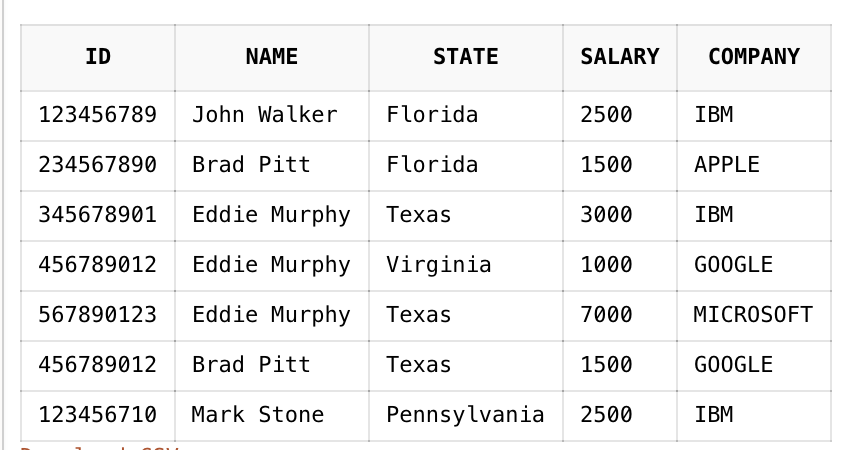 ID NAME STATE SALARY COMPANY
123456789 John Walker Florida 2500 IBM
234567890 Brad Pitt Florida 1500 APPLE
345678901 Eddie Murphy Texas 3000 IBM
456789012 Eddie Murphy Virginia 1000 GOOGLE
567890123 Eddie Murphy Texas 7000 MICROSOFT
456789012 Brad Pitt Texas 1500 GOOGLE
123456710 Mark Stone Pennsylvania 2500 IBM